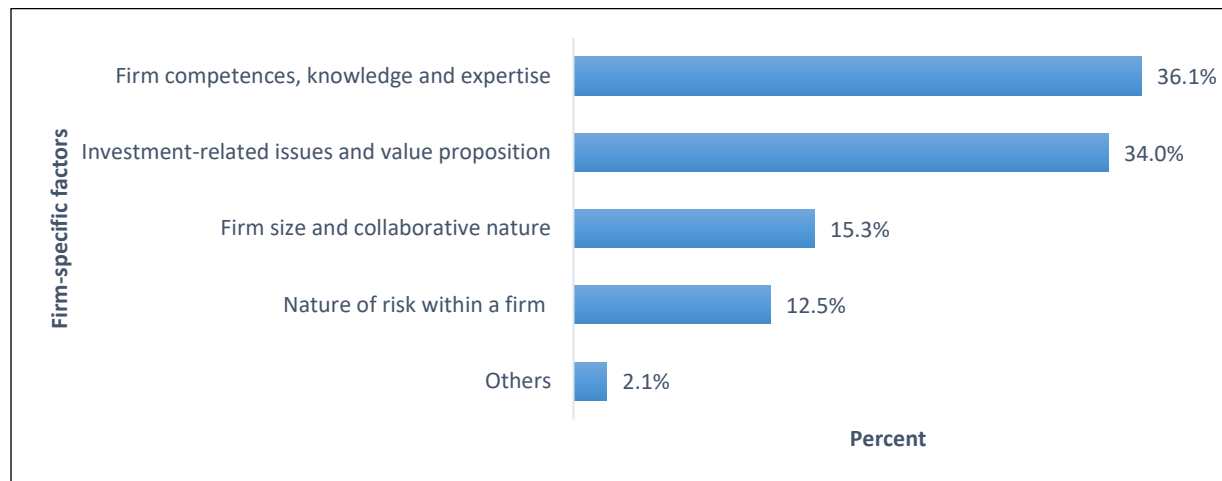 Firm-specific factors
Firm competences, knowledge and expertise
36.1%
Investment-related issues and value proposition
34.0%
Firm size and collaborative nature
15.3%
Nature of risk within a firm
12.5%
Others
2.1%
Percent